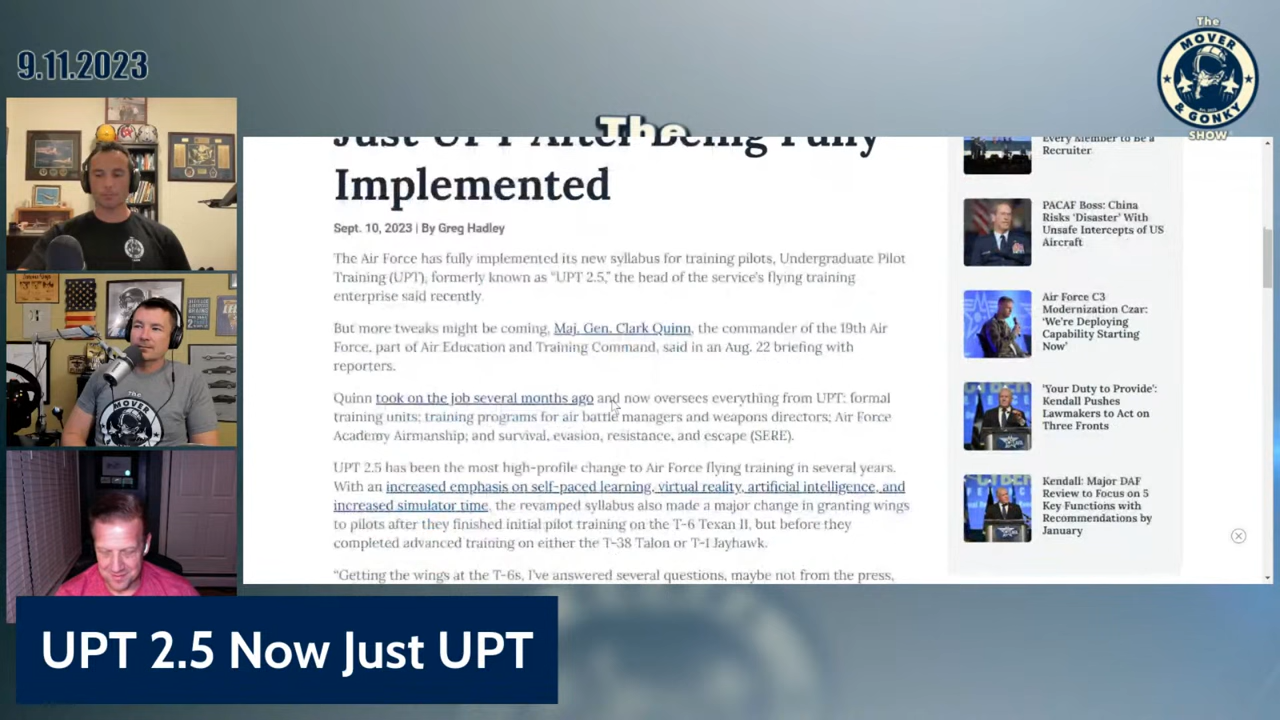 9.11.2023
The
MOVER
& GONKY
SHOW
The
Just UPT After Being Fully
Implemented
Sept. 10, 2023 | By Greg Hadley
The Air Force has fully implemented its new syllabus for training pilots, Undergraduate Pilot
Training (UPT), formerly known as “UPT 2.5,” the head of the service’s flying training
enterprise said recently.
But more tweaks might be coming, Maj. Gen. Clark Quinn, the commander of the 19th Air
Force, part of Air Education and Training Command, said in an Aug. 22 briefing with
reporters.
Quinn took on the job several months ago and now oversees everything from UPT: formal
training units; training programs for air battle managers and weapons directors; Air Force
Academy Airmanship; and survival, evasion, resistance, and escape (SERE).
UPT 2.5 has been the most high-profile change to Air Force flying training in several years.
With an increased emphasis on self-paced learning, virtual reality, artificial intelligence, and
increased simulator time, the revamped syllabus also made a major change in granting wings
to pilots after they finished initial pilot training on the T-6 Texan II, but before they
completed advanced training on either the T-38 Talon or T-1 Jayhawk.
“Getting the wings at the T-6s, I’ve answered several questions, maybe not from the press,
Every Member to Be a
Recruiter
PACAF Boss: China
Risks ‘Disaster’ With
Unsafe Intercepts of US
Aircraft
Air Force C3
Modernization Czar:
‘We’re Deploying
Capability Starting
Now’
‘Your Duty to Provide’:
Kendall Pushes
Lawmakers to Act on
Three Fronts
Kendall: Major DAF
Review to Focus on 5
Key Functions with
Recommendations by
January
UPT 2.5 Now Just UPT